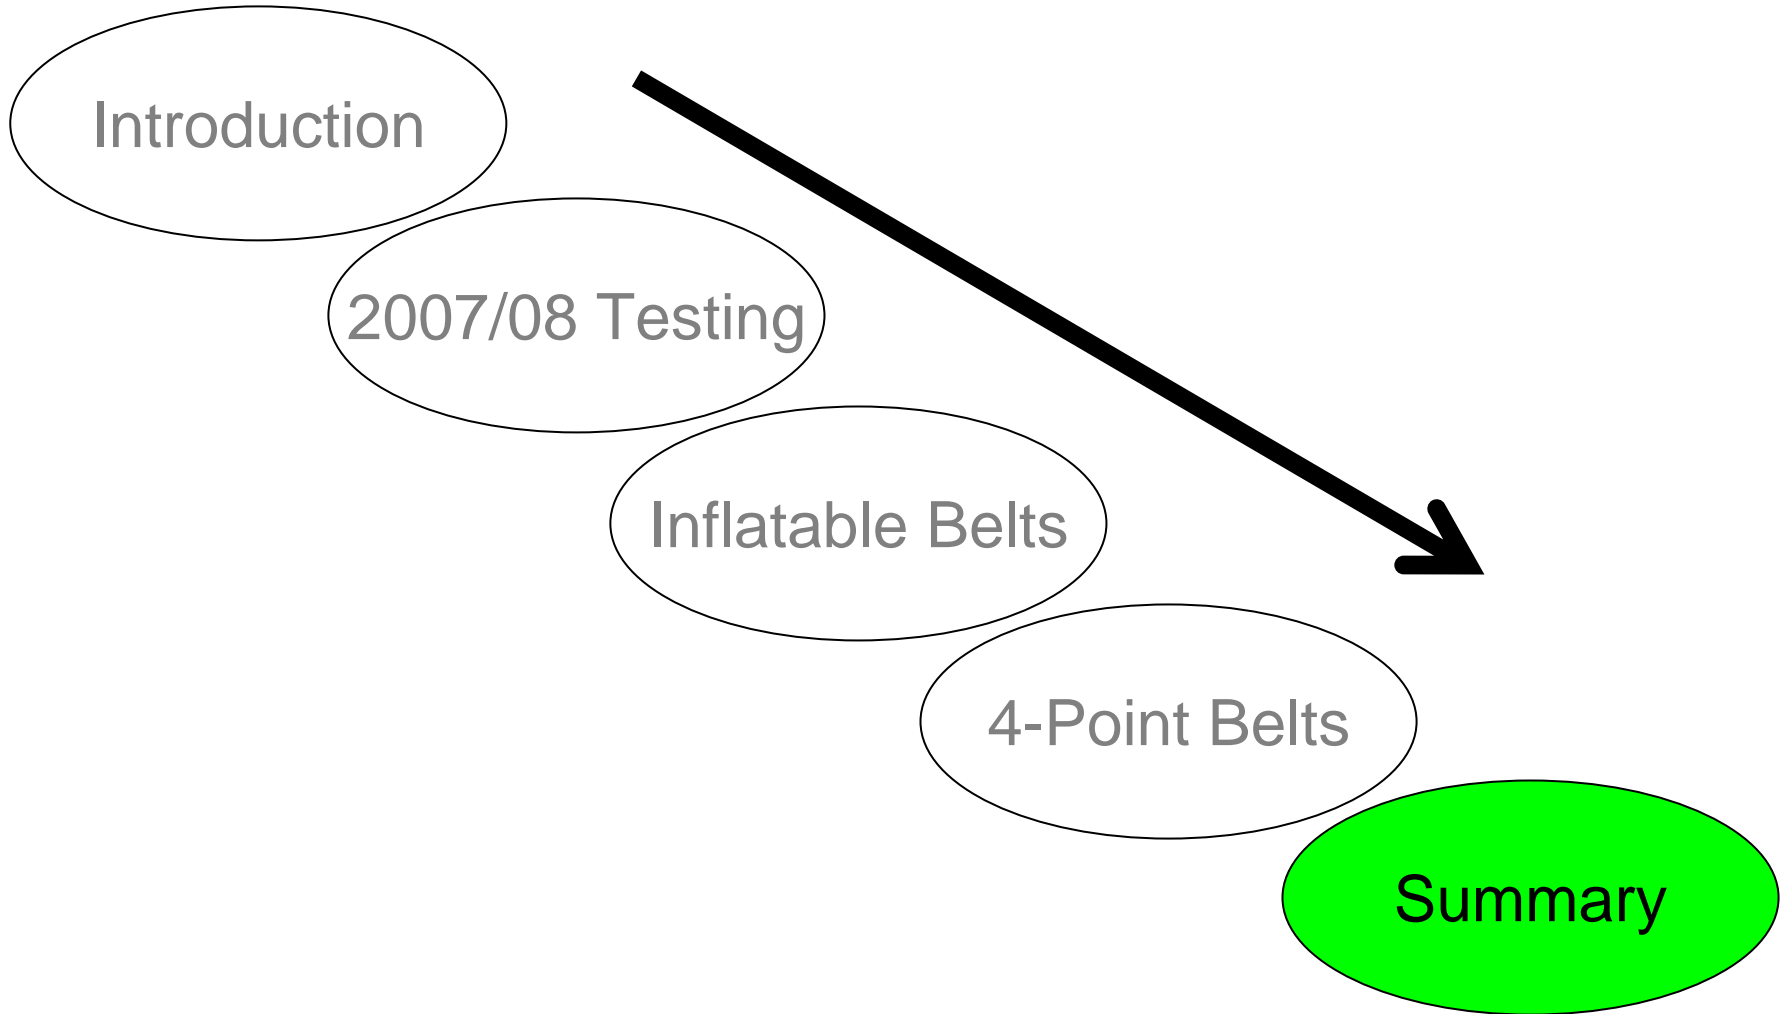 Introduction
2007/08 Testing
Inflatable Belts
4-Point Belts
Summary